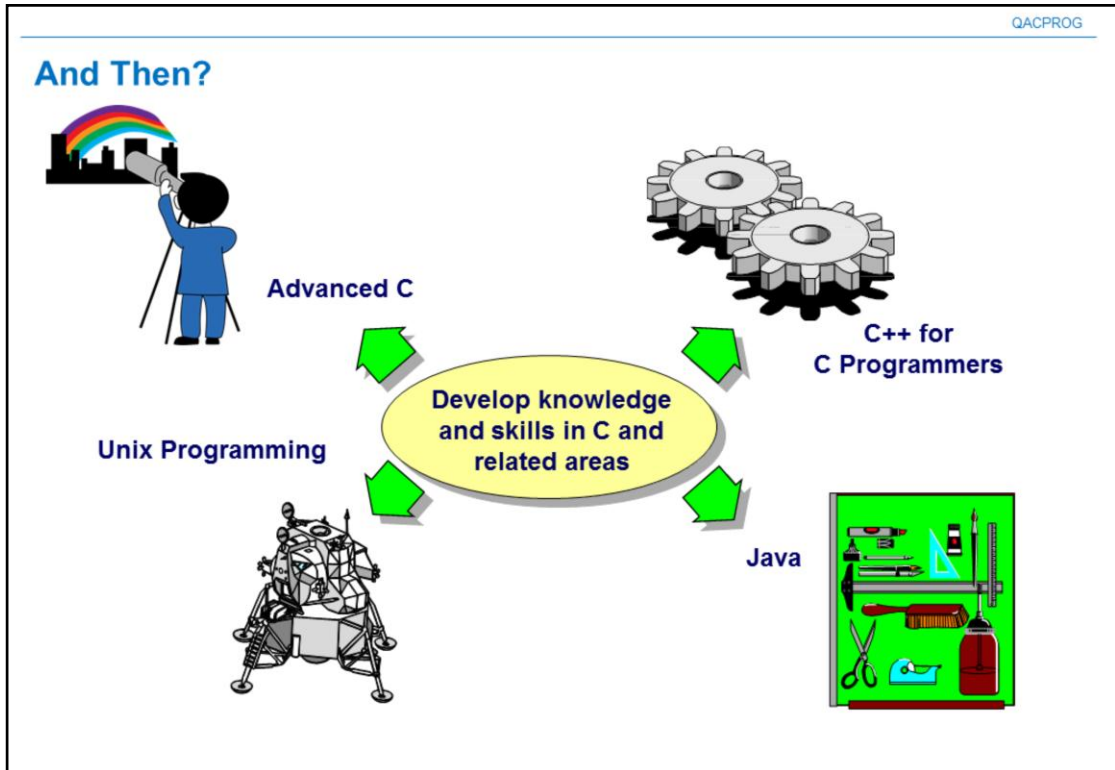 QACPROG
And Then?
Advanced C
C++ for
C Programmers
Develop knowledge
and skills in C and
related areas
Unix Programming
Java